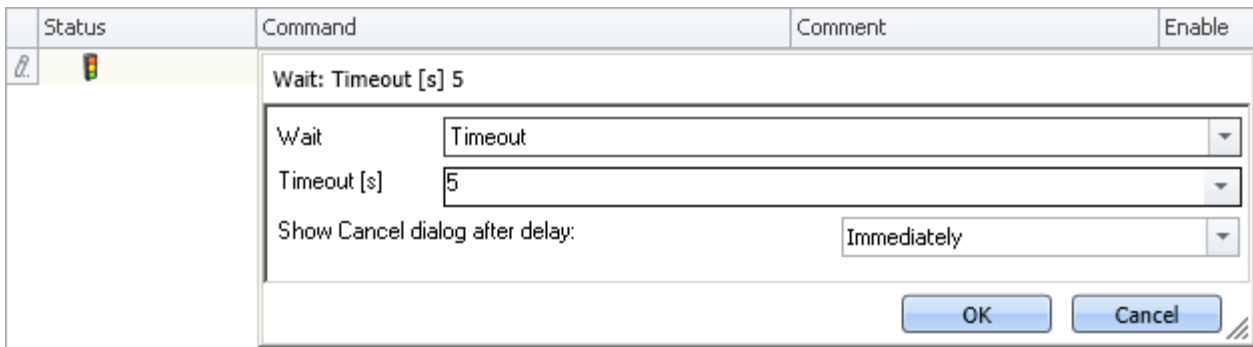 Status Command Comment Enable
Wait: Timeout [s] 5
Wait Timeout
Timeout [s] 5
Show Cancel dialog after delay: Immediately
OK Cancel